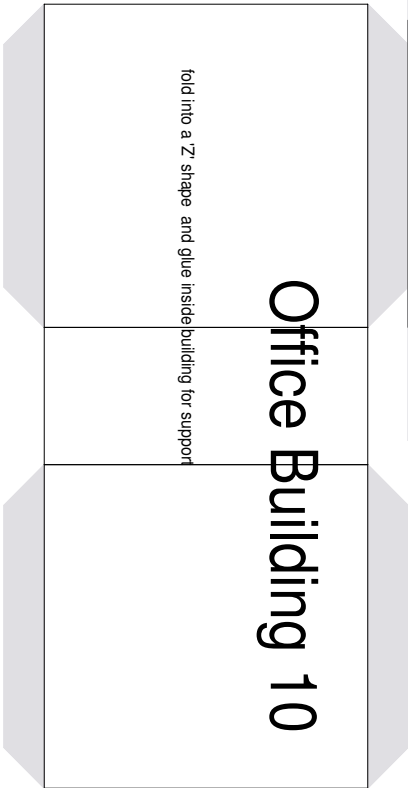 Office Building 10
fold into a 'Z' shape and glue inside building for support